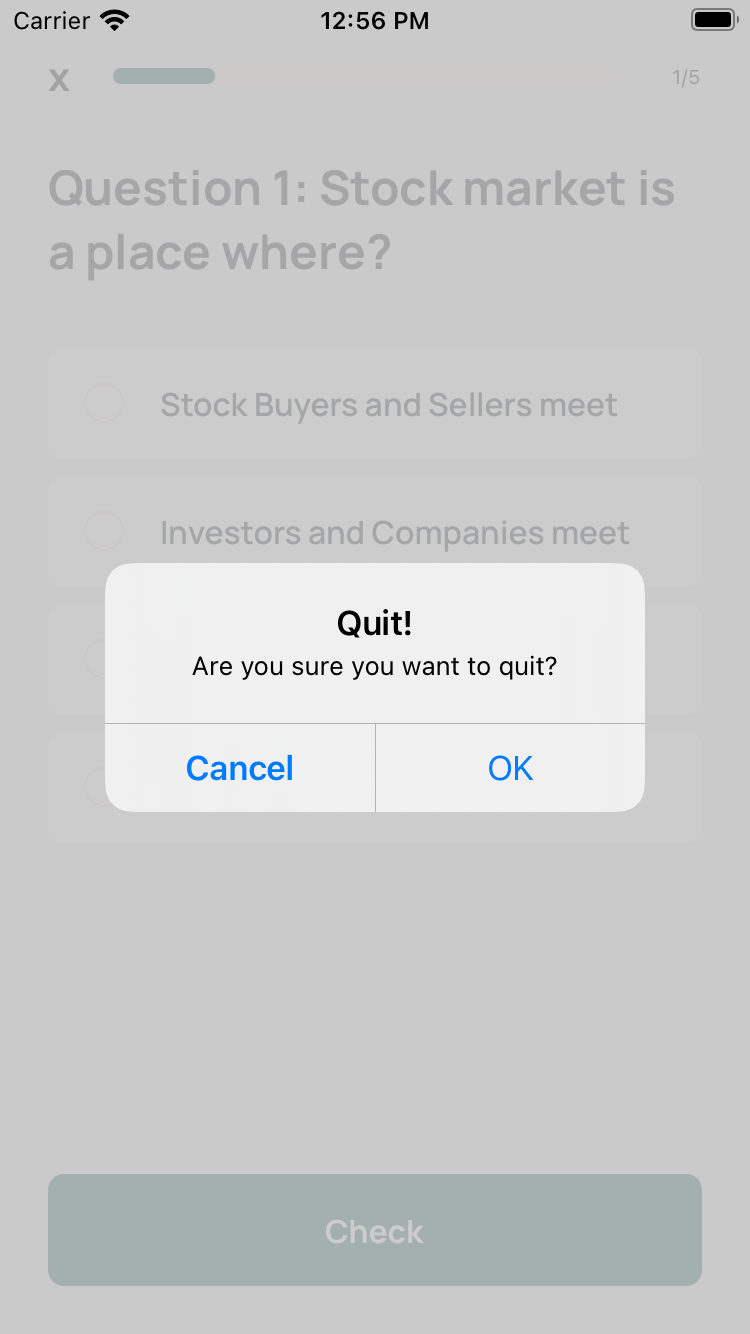 Carrier 12:56 PM
X 1/5
Question 1: Stock market is
a place where?
Stock Buyers and Sellers meet
Investors and Companies meet
Quit!
Are you sure you want to quit?
Cancel OK
Check